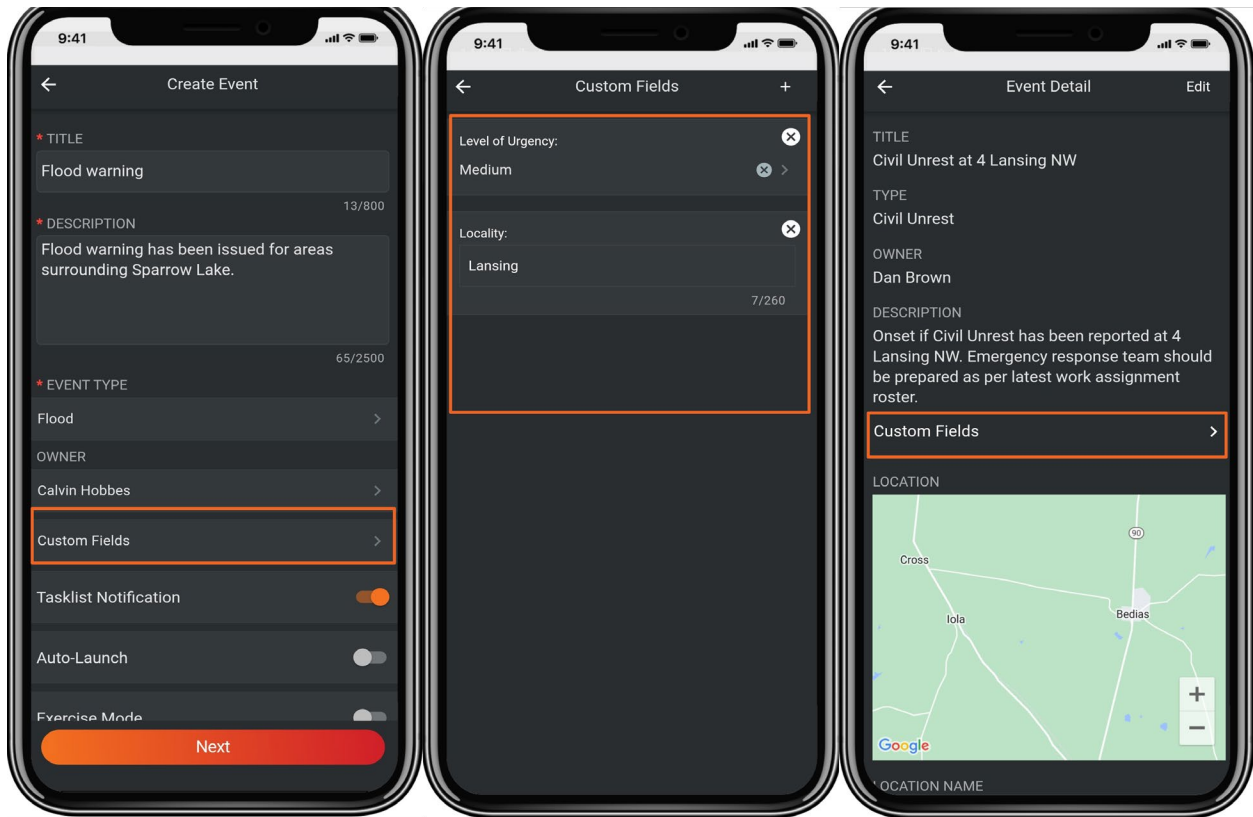 9:41
Create Event
* TITLE
Flood warning
13/800
* DESCRIPTION
Flood warning has been issued for areas
surrounding Sparrow Lake.
65/2500
* EVENT TYPE
Flood
OWNER
Calvin Hobbes
Custom Fields
Tasklist Notification
Auto-Launch
Exercise Mode
Next
9:41
Custom Fields +
Level of Urgency:
Medium
Locality:
Lansing
7/260
9:41
Event Detail Edit
TITLE
Civil Unrest at 4 Lansing NW
TYPE
Civil Unrest
OWNER
Dan Brown
DESCRIPTION
Onset if Civil Unrest has been reported at 4
Lansing NW. Emergency response team should
be prepared as per latest work assignment
roster.
Custom Fields
LOCATION
90
Cross
Iola
Bedias
+
−
Google
LOCATION NAME